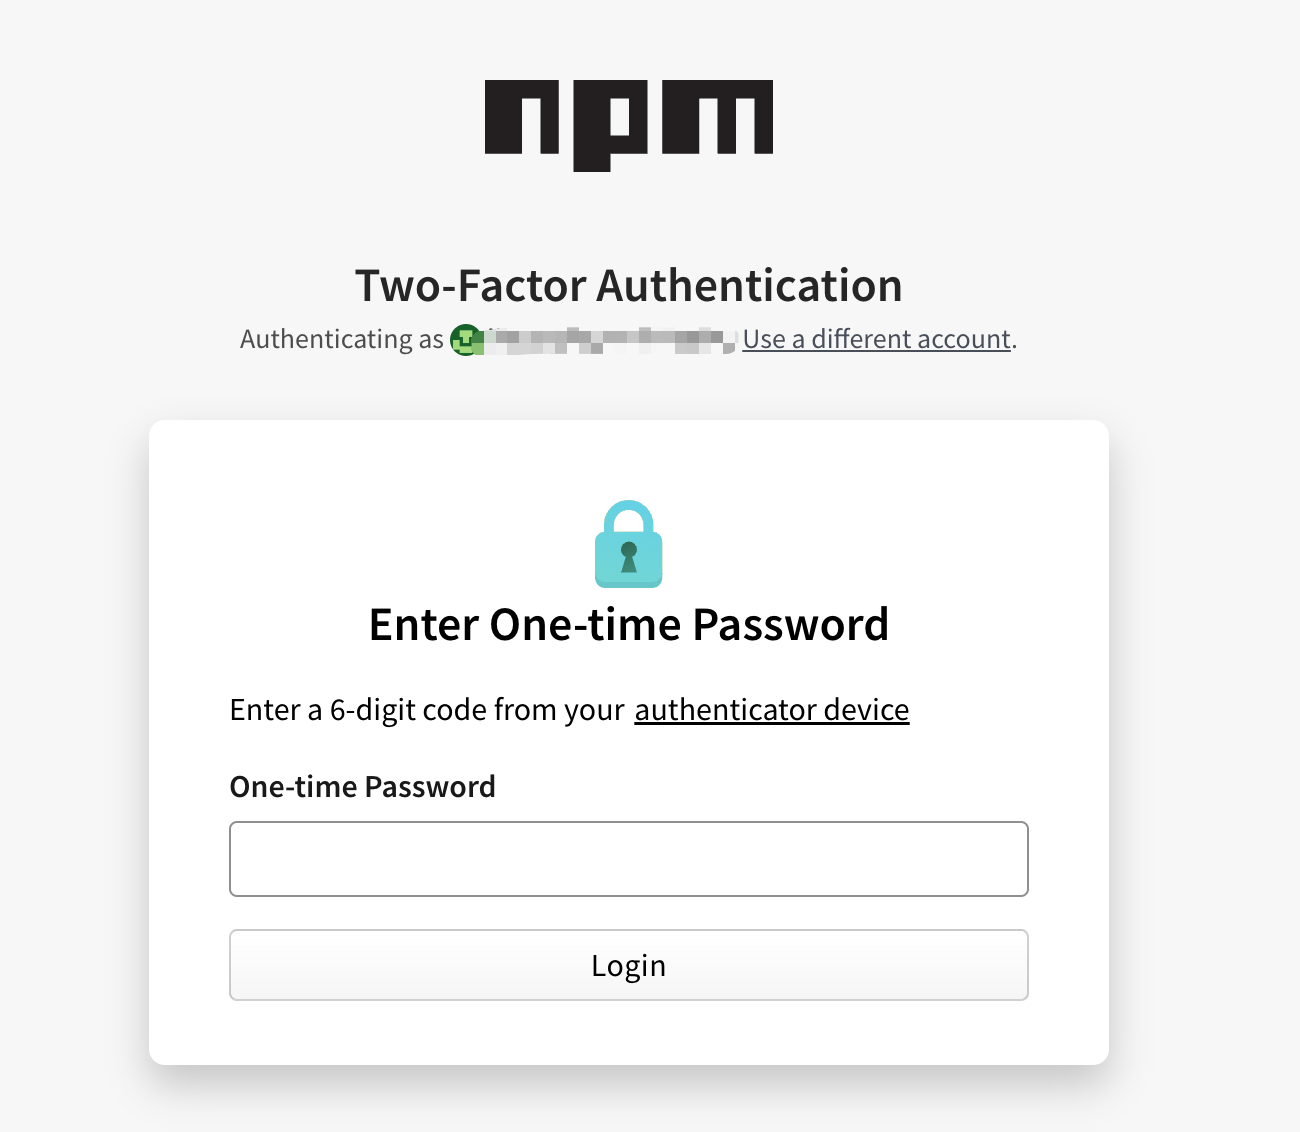 npm
Two-Factor Authentication
Authenticating as Use a different account.
Enter One-time Password
Enter a 6-digit code from your authenticator device
One-time Password
Login